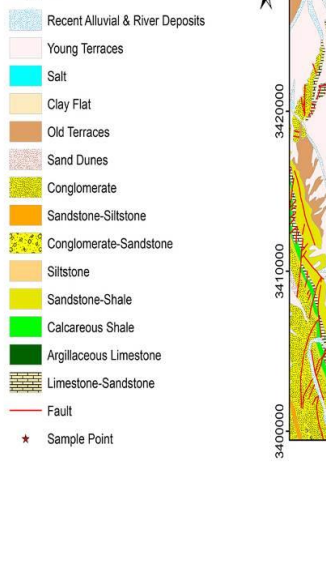 Recent Alluvial & River Deposits
Young Terraces
Salt
Clay Flat
Old Terraces
Sand Dunes
Conglomerate
Sandstone-Siltstone
Conglomerate-Sandstone
Siltstone
Sandstone-Shale
Calcareous Shale
Argillaceous Limestone
Limestone-Sandstone
Fault
Sample Point
3420000
3410000
3400000